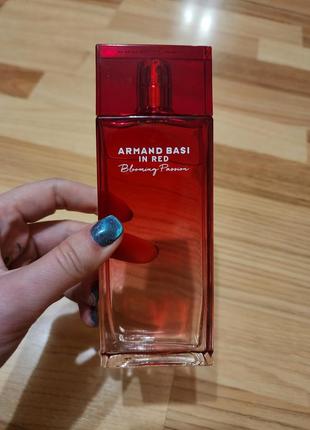 ARMAND BASI
IN RED
Blooming Passion